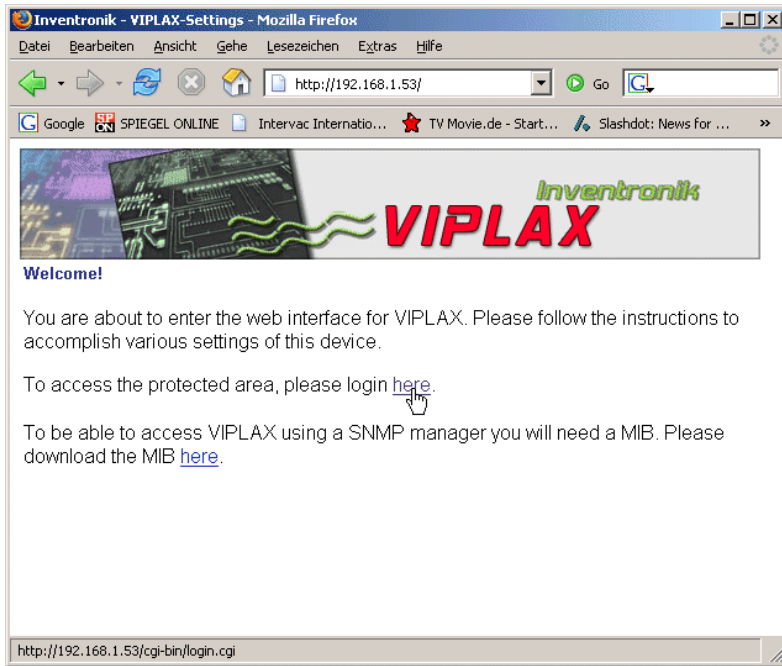 Inventronik - VIPLAX-Settings - Mozilla Firefox
Datei Bearbeiten Ansicht Gehe Lesezeichen Extras Hilfe
http://192.168.1.53/ Go G
G Google SP ON SPIEGEL ONLINE Intervac Internatio... TV Movie.de - Start... Slashdot: News for ... »
Inventronik
VIPLAX
Welcome!
You are about to enter the web interface for VIPLAX. Please follow the instructions to
accomplish various settings of this device.
To access the protected area, please login here.
To be able to access VIPLAX using a SNMP manager you will need a MIB. Please
download the MIB here.
http://192.168.1.53/cgi-bin/login.cgi